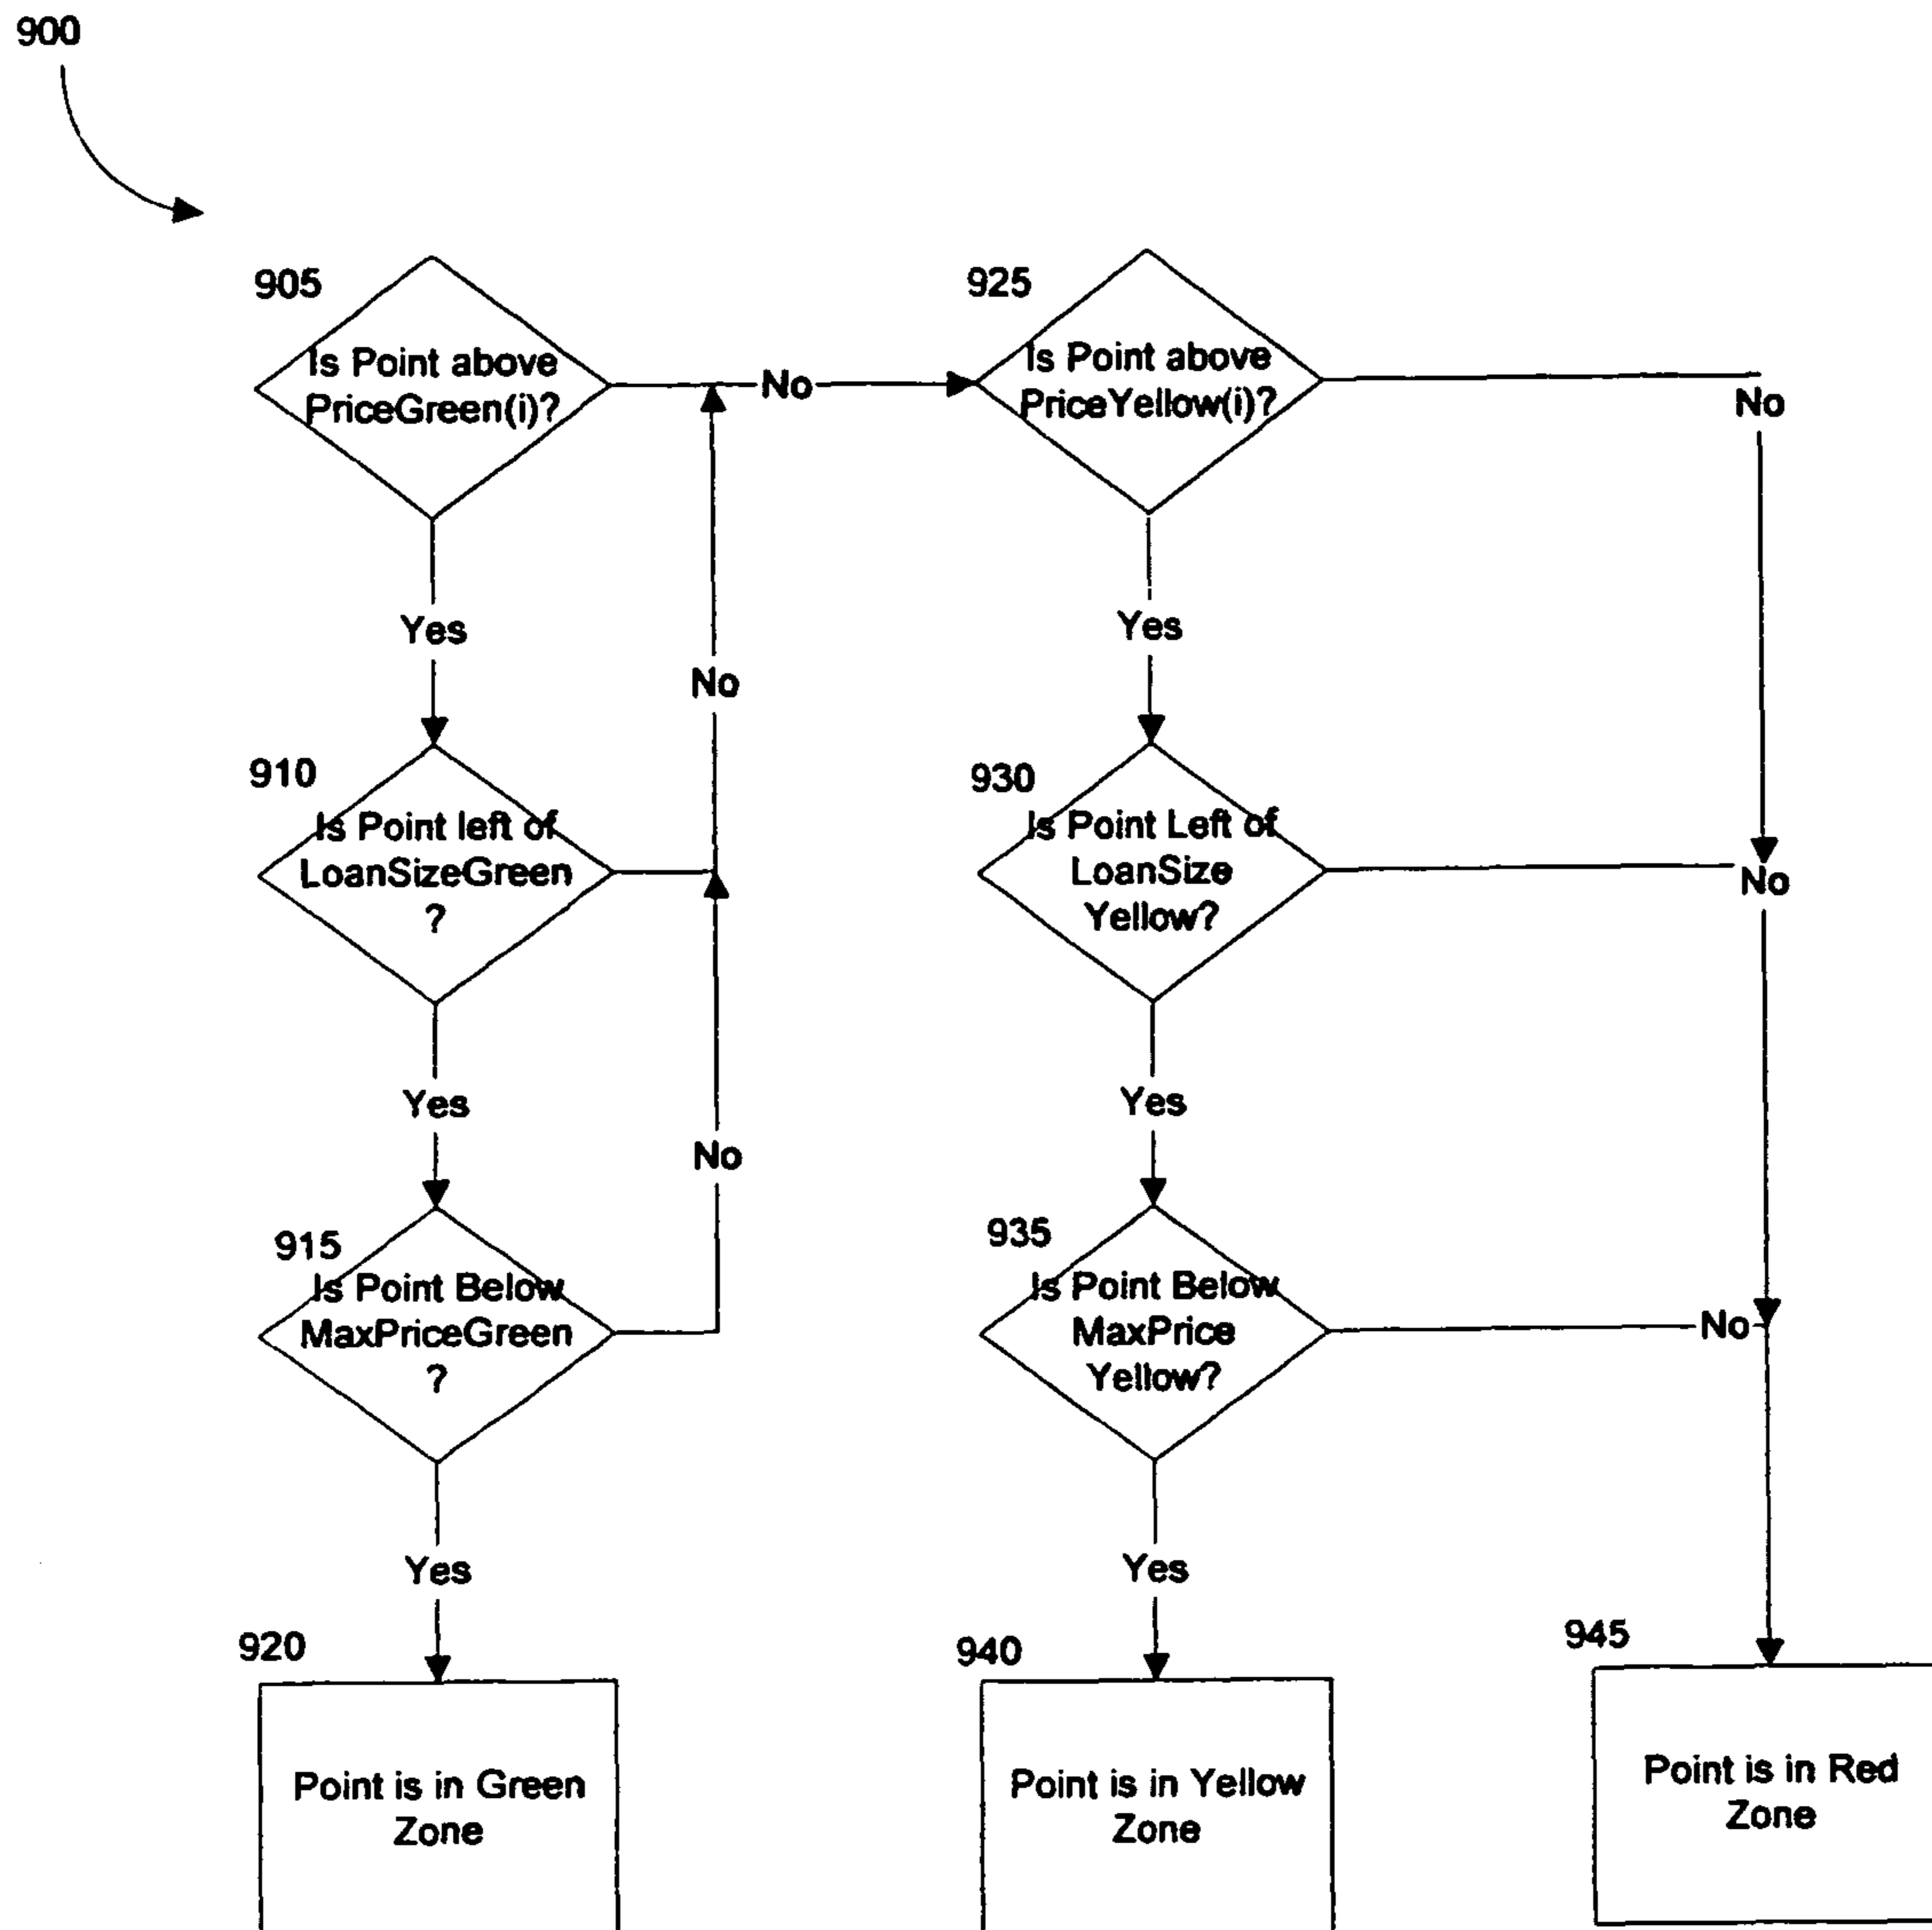 900
905
Is Point above
PriceGreen(i)?
No
925
Is Point above
PriceYellow(i)?
No
Yes
Yes
No
910
Is Point left of
LoanSizeGreen
?
930
Is Point Left of
LoanSize
Yellow?
No
Yes
Yes
No
915
Is Point Below
MaxPriceGreen
?
935
Is Point Below
MaxPrice
Yellow?
No
Yes
Yes
920
Point is in Green
Zone
940
Point is in Yellow
Zone
945
Point is in Red
Zone